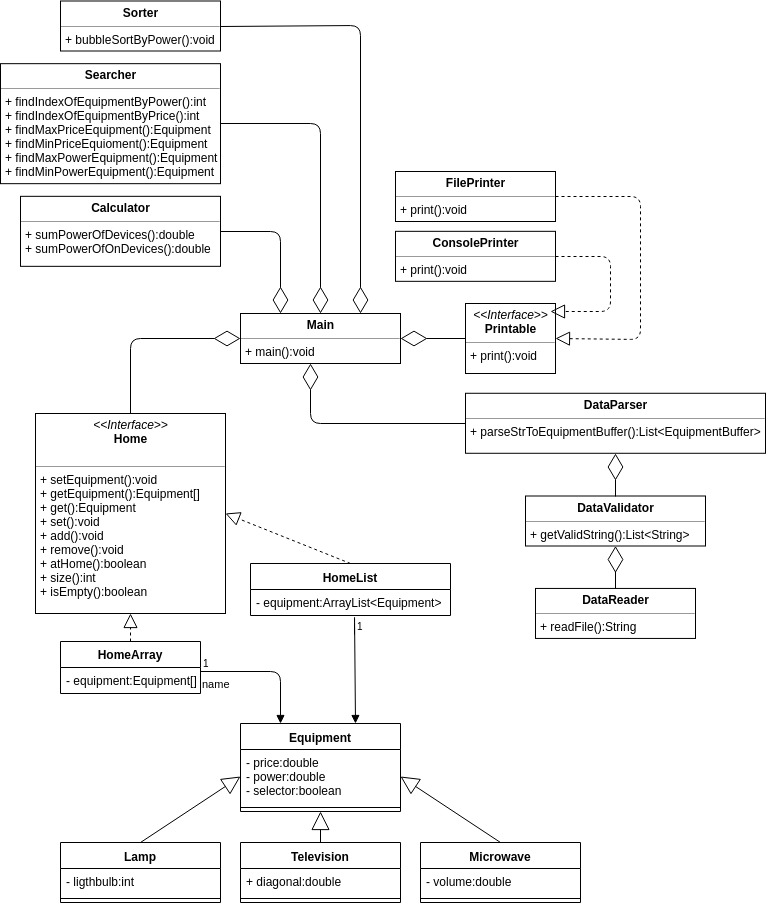 Sorter
+ bubbleSortByPower():void
Searcher
+ findIndexOfEquipmentByPower():int
+ findIndexOfEquipmentByPrice():int
+ findMaxPriceEquipment():Equipment
+ findMinPriceEquioment():Equipment
+ findMaxPowerEquipment():Equipment
+ findMinPowerEquipment():Equipment
Calculator
+ sumPowerOfDevices():double
+ sumPowerOfOnDevices():double
FilePrinter
+ print():void
ConsolePrinter
+ print():void
<<Interface>>
Printable
+ print():void
Main
+ main():void
DataParser
+ parseStrToEquipmentBuffer():List<EquipmentBuffer>
DataValidator
+ getValidString():List<String>
DataReader
+ readFile():String
<<Interface>>
Home
+ setEquipment():void
+ getEquipment():Equipment[]
+ get():Equipment
+ set():void
+ add():void
+ remove():void
+ atHome():boolean
+ size():int
+ isEmpty():boolean
HomeList
- equipment:ArrayList<Equipment>
1
HomeArray
- equipment:Equipment[]
1
name
Equipment
- price:double
- power:double
- selector:boolean
Lamp
- ligthbulb:int
Television
+ diagonal:double
Microwave
- volume:double